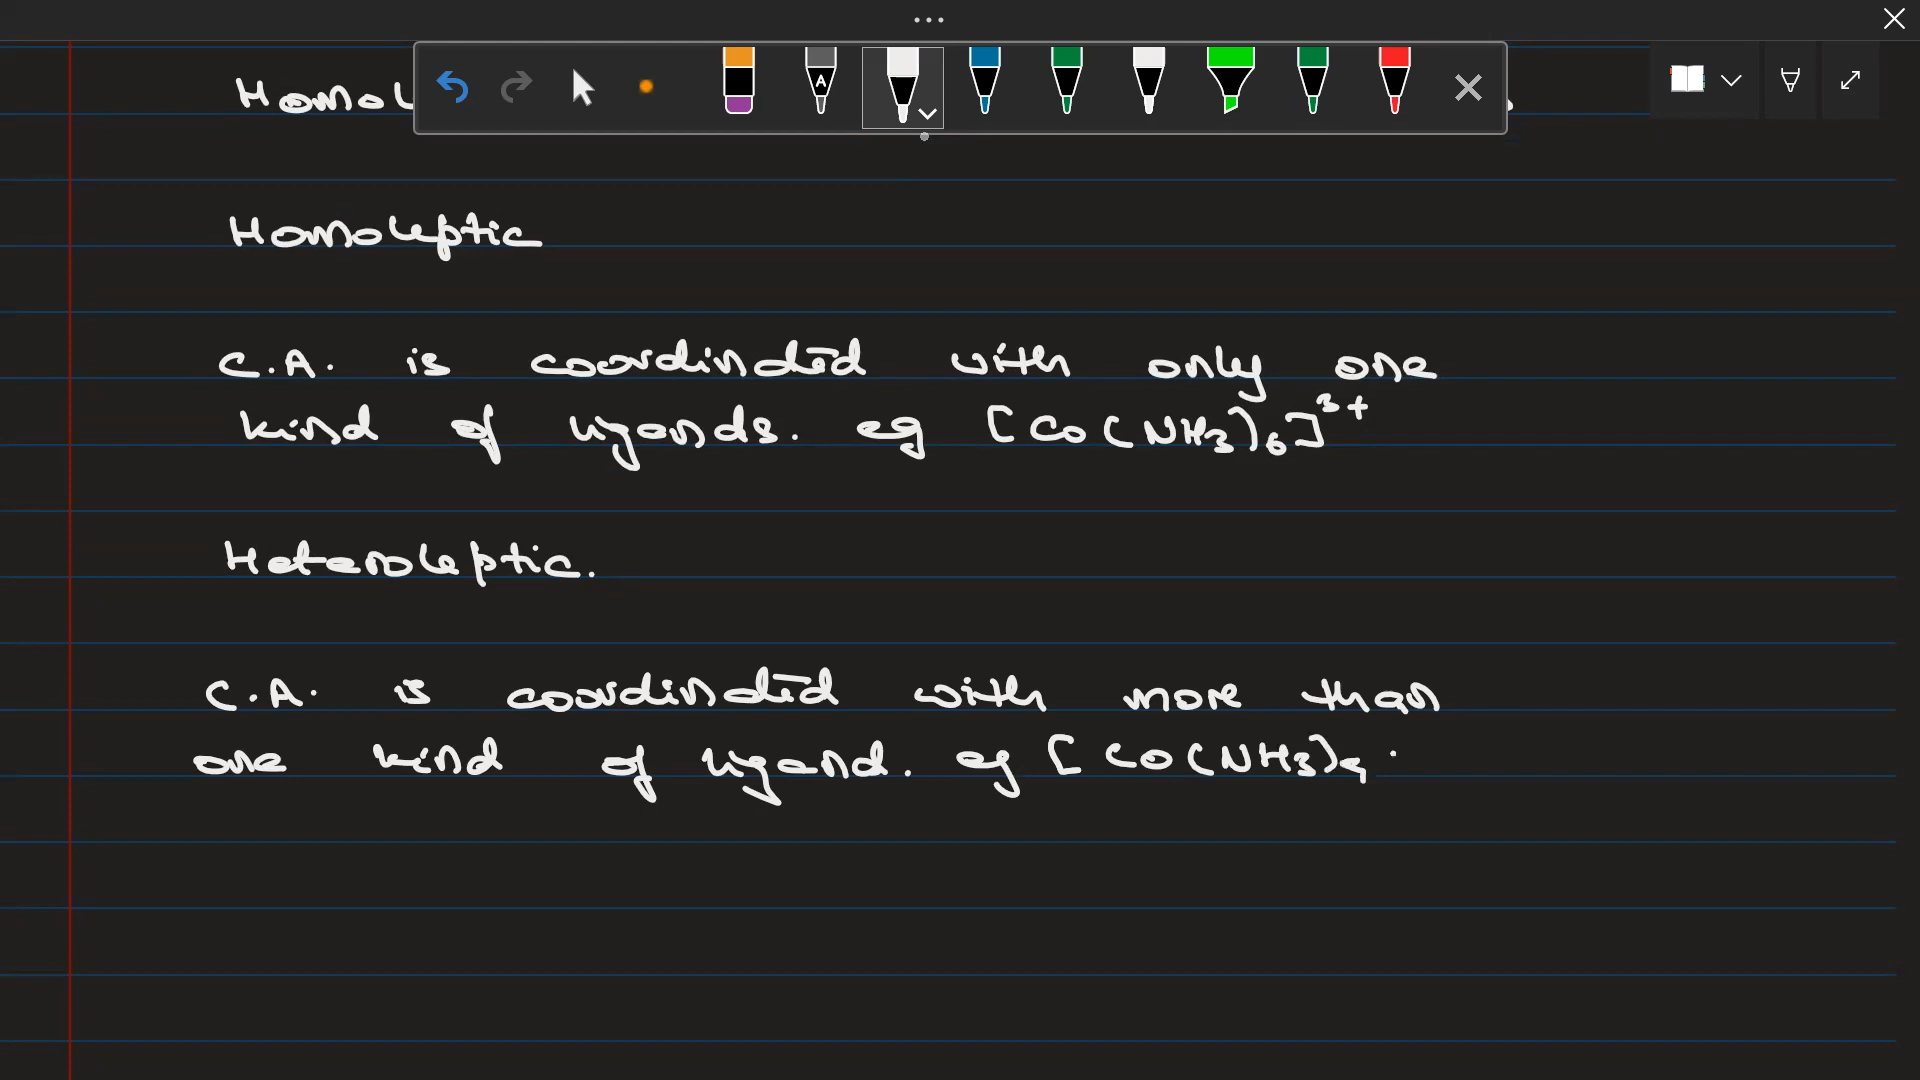 Homol
Homoleptic
C.A. is coordinated with only one
kind of ligands. eg [Co(NH3)6]3+
Heteroleptic.
C.A. is coordinated with more than
one kind of ligand. eg [Co(NH3)4